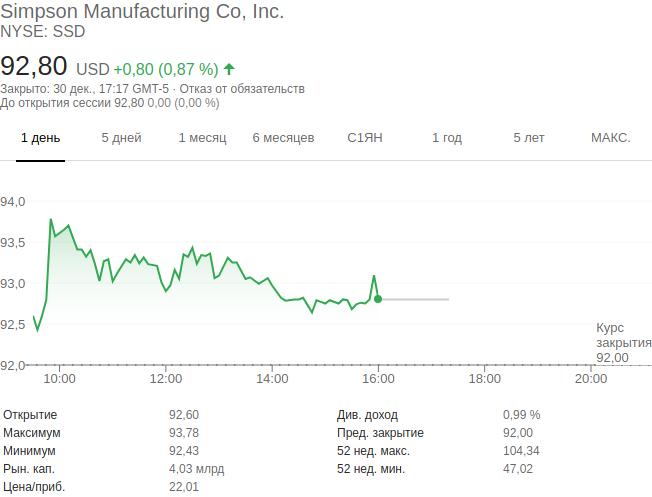 Simpson Manufacturing Co, Inc.
NYSE: SSD
92,80 USD +0,80 (0,87 %)
Закрыто: 30 дек., 17:17 GMT-5 · Отказ от обязательств
До открытия сессии 92,80 0,00 (0,00 %)
1 день 5 дней 1 месяц 6 месяцев С1ЯН 1 год 5 лет МАКС.
94,0
93,5
93,0
92,5
92,0
Курс
закрытия
92,00
10:00 12:00 14:00 16:00 18:00 20:00
Открытие 92,60 Див. доход 0,99 %
Максимум 93,78 Пред. закрытие 92,00
Минимум 92,43 52 нед. макс. 104,34
Рын. кап. 4,03 млрд 52 нед. мин. 47,02
Цена/приб. 22,01